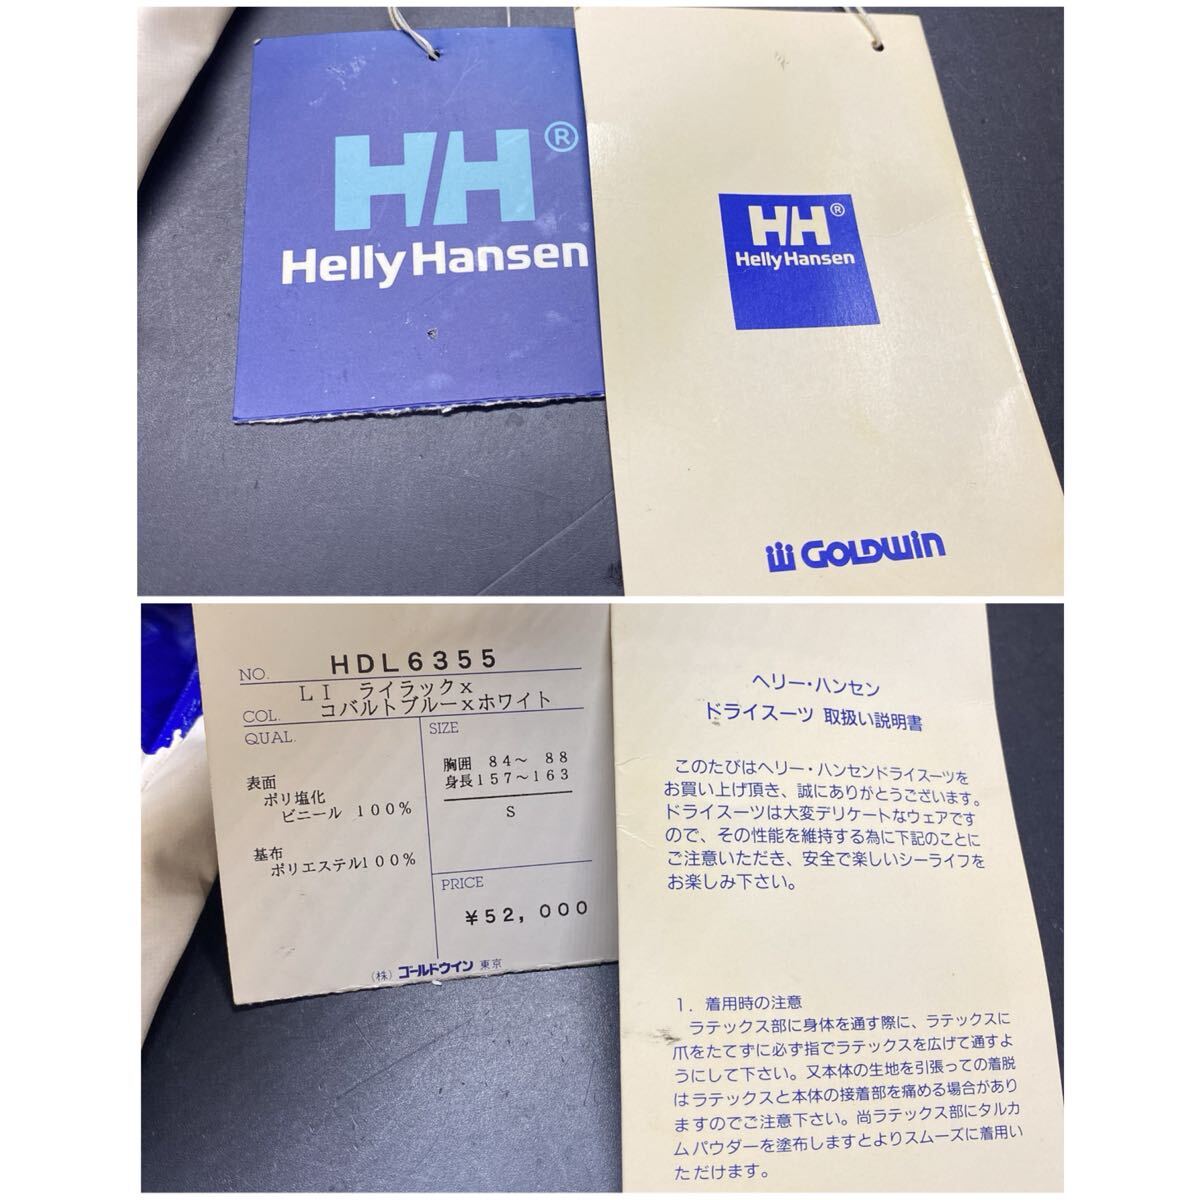 HH®
Helly Hansen
HH®
Helly Hansen
GOLDWIN
NO. HDL6355
LI ライラックx
COL. コバルトブルーxホワイト
QUAL.
表面
ポリ塩化
ビニール 100%
基布
ポリエステル100%
SIZE
胸囲 84～ 88
身長157～163
S
PRICE
¥52,000
(株) ゴールドウイン 東京
ヘリー・ハンセン
ドライスーツ 取扱い説明書
このたびはヘリー・ハンセンドライスーツを
お買い上げ頂き、誠にありがとうございます。
ドライスーツは大変デリケートなウェアです
ので、その性能を維持する為に下記のことに
ご注意いただき、安全で楽しいシーライフを
お楽しみ下さい。
1. 着用時の注意
ラテックス部に身体を通す際に、ラテックスに
爪をたてずに必ず指でラテックスを広げて通すよ
うにして下さい。又本体の生地を引張っての着脱
はラテックスと本体の接着部を痛める場合があり
ますのでご注意下さい。尚ラテックス部にタルカ
ムパウダーを塗布しますとよりスムーズに着用い
ただけます。